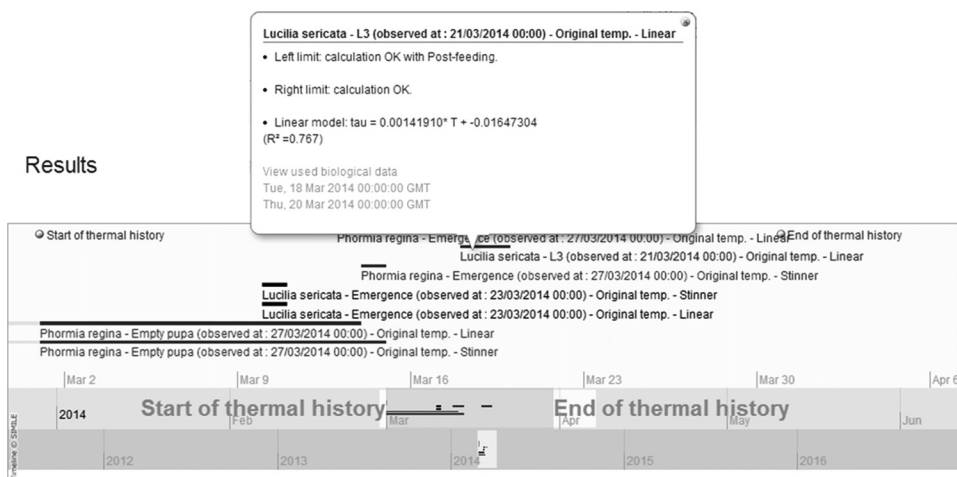 Lucilia sericata - L3 (observed at : 21/03/2014 00:00) - Original temp. - Linear
• Left limit: calculation OK with Post-feeding.
• Right limit: calculation OK.
• Linear model: tau = 0.00141910* T + -0.01647304
(R² =0.767)
View used biological data
Tue, 18 Mar 2014 00:00:00 GMT
Thu, 20 Mar 2014 00:00:00 GMT
Results
Start of thermal history
Phormia regina - Emergence (observed at : 27/03/2014 00:00) - Original temp. - Linear
End of thermal history
Lucilia sericata - L3 (observed at : 21/03/2014 00:00) - Original temp. - Linear
Phormia regina - Emergence (observed at : 27/03/2014 00:00) - Original temp. - Stinner
Lucilia sericata - Emergence (observed at : 23/03/2014 00:00) - Original temp. - Stinner
Lucilia sericata - Emergence (observed at : 23/03/2014 00:00) - Original temp. - Linear
Phormia regina - Empty pupa (observed at : 27/03/2014 00:00) - Original temp. - Linear
Phormia regina - Empty pupa (observed at : 27/03/2014 00:00) - Original temp. - Stinner
Mar 2 Mar 9 Mar 16 Mar 23 Mar 30 Apr 6
2014 Start of thermal history End of thermal history
Feb Mar Apr May Jun
2012 2013 2014 2015 2016
Timeline © SIMILE